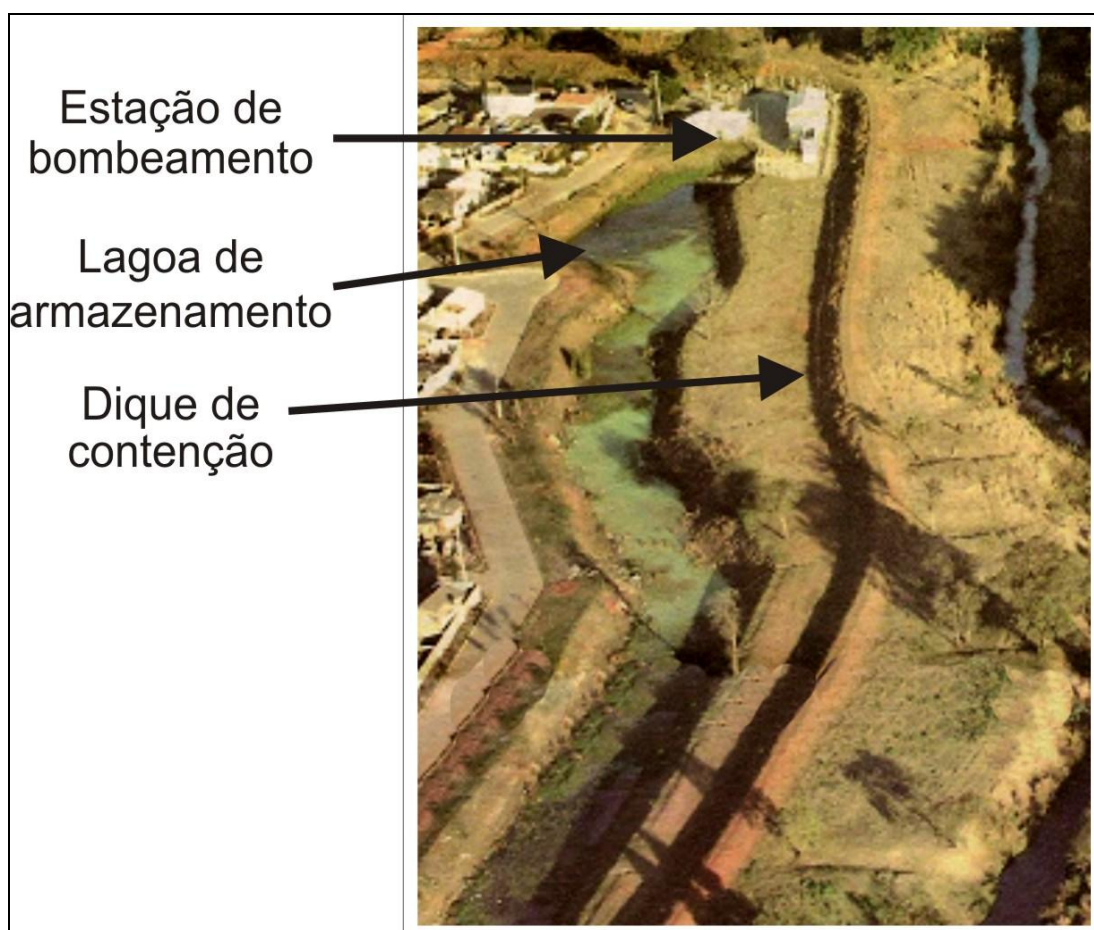 Estação de
bombeamento
Lagoa de
armazenamento
Dique de
contenção